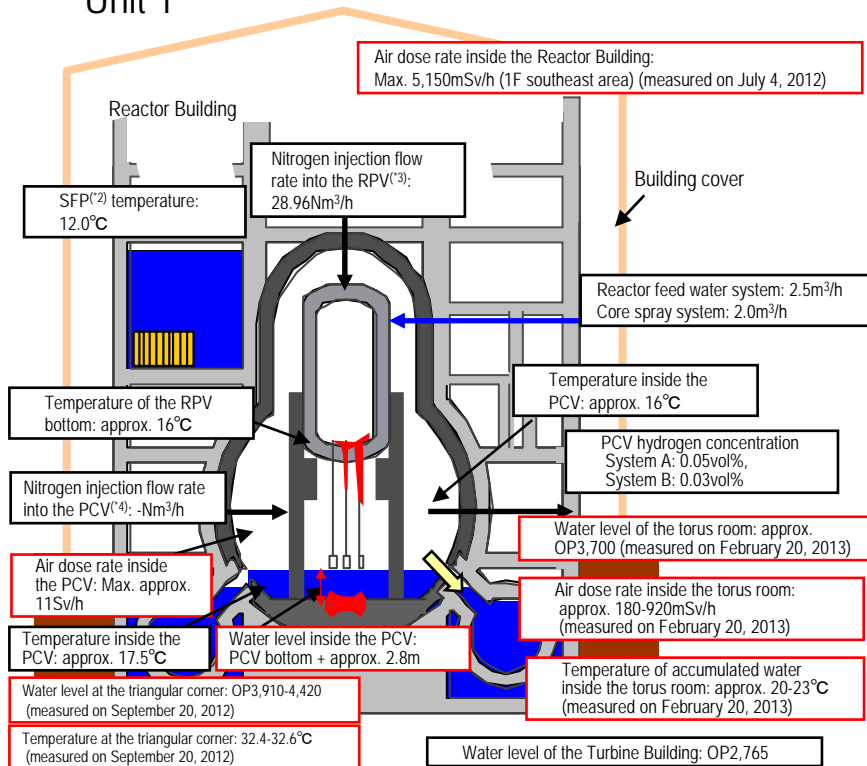 Unit 1
Air dose rate inside the Reactor Building:
Max. 5,150mSv/h (1F southeast area) (measured on July 4, 2012)
Reactor Building
Nitrogen injection flow
rate into the RPV(*3):
28.96Nm3/h
SFP(*2) temperature:
12.0℃
Building cover
Reactor feed water system: 2.5m3/h
Core spray system: 2.0m3/h
Temperature inside the
PCV: approx. 16℃
Temperature of the RPV
bottom: approx. 16℃
PCV hydrogen concentration
System A: 0.05vol%,
System B: 0.03vol%
Nitrogen injection flow rate
into the PCV(*4): -Nm3/h
Water level of the torus room: approx.
OP3,700 (measured on February 20, 2013)
Air dose rate inside
the PCV: Max. approx.
11Sv/h
Air dose rate inside the torus room:
approx. 180-920mSv/h
(measured on February 20, 2013)
Temperature inside the
PCV: approx. 17.5℃
Water level inside the PCV:
PCV bottom + approx. 2.8m
Temperature of accumulated water
inside the torus room: approx. 20-23℃
(measured on February 20, 2013)
Water level at the triangular corner: OP3,910-4,420
(measured on September 20, 2012)
Temperature at the triangular corner: 32.4-32.6℃
(measured on September 20, 2012)
Water level of the Turbine Building: OP2,765